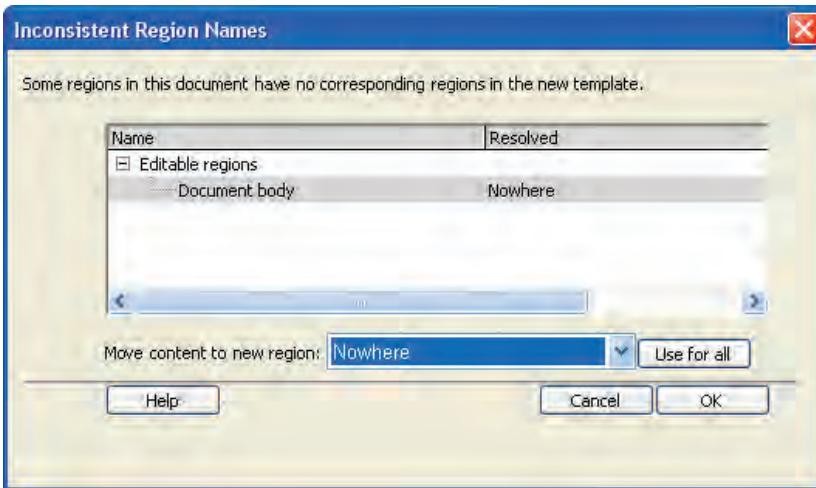 Inconsistent Region Names
Some regions in this document have no corresponding regions in the new template.
Name Resolved
Editable regions
Document body Nowhere
Move content to new region: Nowhere Use for all
Help Cancel OK